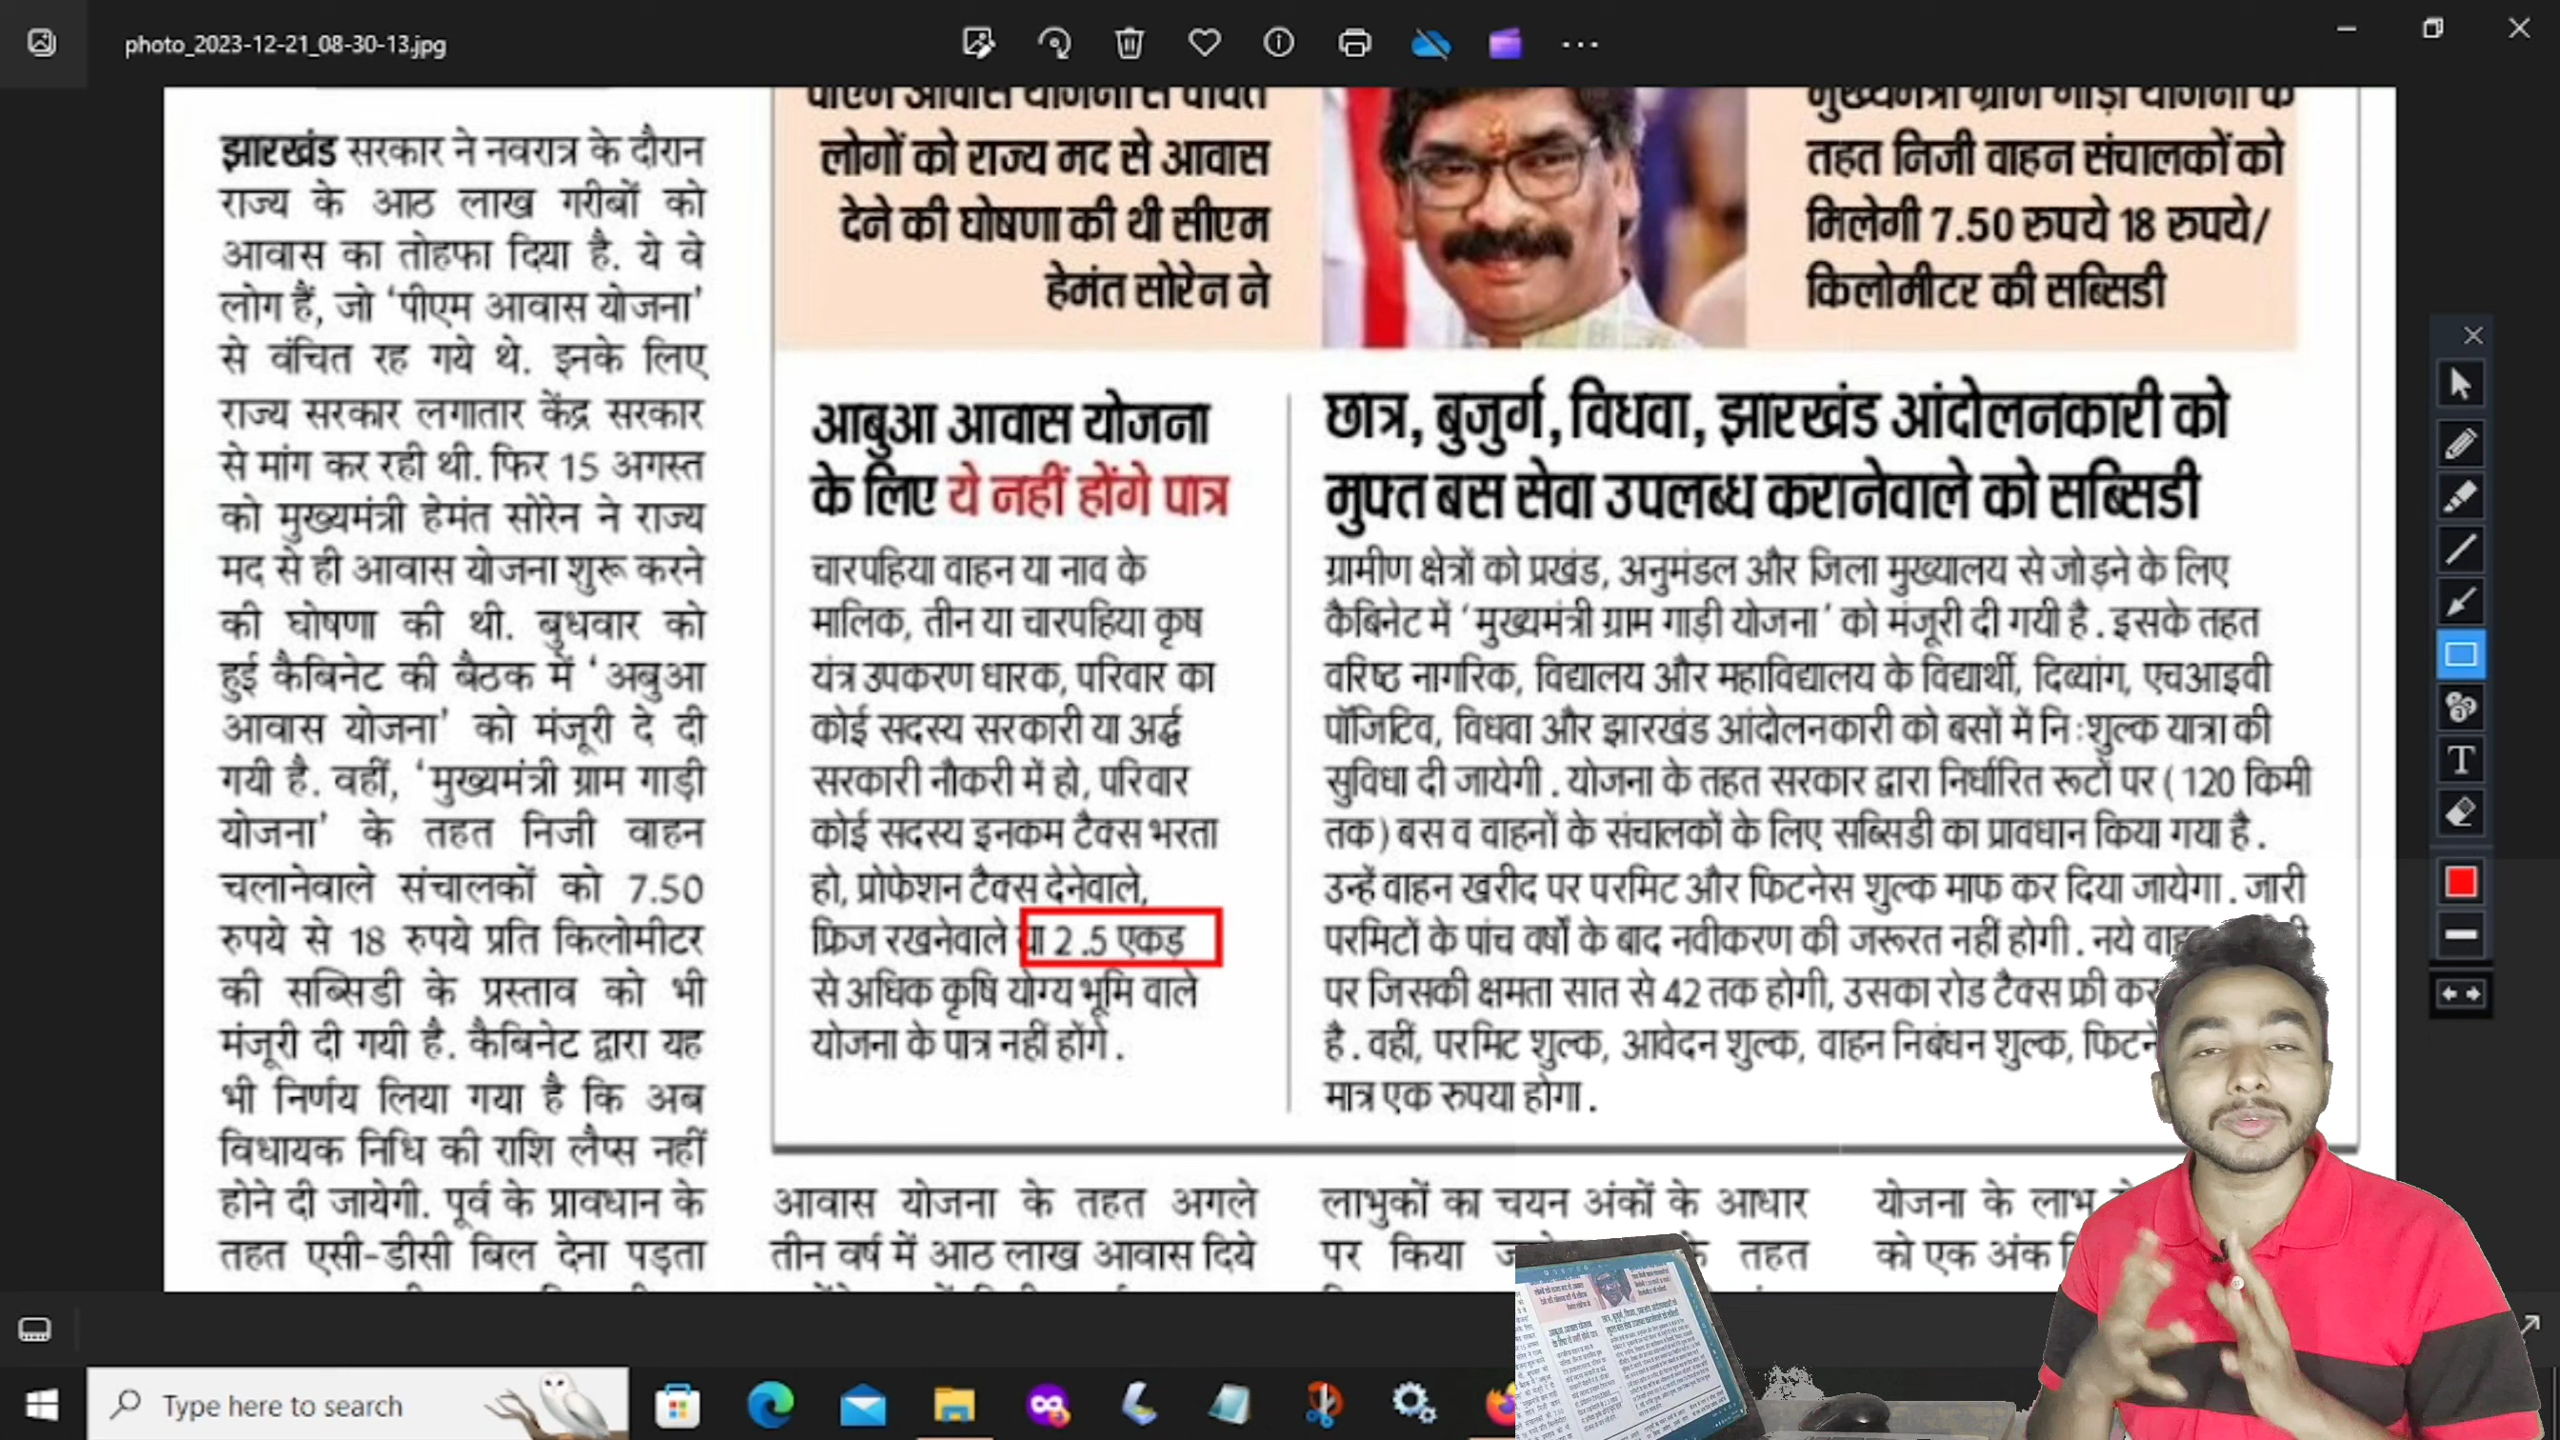 photo_2023-12-21_08-30-13.jpg
झारखंड सरकार ने नवरात्र के दौरान
राज्य के आठ लाख गरीबों को
आवास का तोहफा दिया है. ये वे
लोग हैं, जो ‘पीएम आवास योजना’
से वंचित रह गये थे. इनके लिए
राज्य सरकार लगातार केंद्र सरकार
से मांग कर रही थी. फिर 15 अगस्त
को मुख्यमंत्री हेमंत सोरेन ने राज्य
मद से ही आवास योजना शुरू करने
की घोषणा की थी. बुधवार को
हुई कैबिनेट की बैठक में ‘अबुआ
आवास योजना’ को मंजूरी दे दी
गयी है. वहीं, ‘मुख्यमंत्री ग्राम गाड़ी
योजना’ के तहत निजी वाहन
चलानेवाले संचालकों को 7.50
रुपये से 18 रुपये प्रति किलोमीटर
की सब्सिडी के प्रस्ताव को भी
मंजूरी दी गयी है. कैबिनेट द्वारा यह
भी निर्णय लिया गया है कि अब
विधायक निधि की राशि लैप्स नहीं
होने दी जायेगी. पूर्व के प्रावधान के
तहत एसी-डीसी बिल देना पड़ता
पीएम आवास योजना से वंचित
लोगों को राज्य मद से आवास
देने की घोषणा की थी सीएम
हेमंत सोरेन ने
मुख्यमंत्री ग्राम गाड़ी योजना के
तहत निजी वाहन संचालकों को
मिलेगी 7.50 रुपये 18 रुपये/
किलोमीटर की सब्सिडी
आबुआ आवास योजना
के लिए ये नहीं होंगे पात्र
चारपहिया वाहन या नाव के
मालिक, तीन या चारपहिया कृष
यंत्र उपकरण धारक, परिवार का
कोई सदस्य सरकारी या अर्द्ध
सरकारी नौकरी में हो, परिवार
कोई सदस्य इनकम टैक्स भरता
हो, प्रोफेशन टैक्स देनेवाले,
फ्रिज रखनेवाले या 2.5 एकड़
से अधिक कृषि योग्य भूमि वाले
योजना के पात्र नहीं होंगे.
छात्र, बुजुर्ग, विधवा, झारखंड आंदोलनकारी को
मुफ्त बस सेवा उपलब्ध करानेवाले को सब्सिडी
ग्रामीण क्षेत्रों को प्रखंड, अनुमंडल और जिला मुख्यालय से जोड़ने के लिए
कैबिनेट में ‘मुख्यमंत्री ग्राम गाड़ी योजना’ को मंजूरी दी गयी है. इसके तहत
वरिष्ठ नागरिक, विद्यालय और महाविद्यालय के विद्यार्थी, दिव्यांग, एचआइवी
पॉजिटिव, विधवा और झारखंड आंदोलनकारी को बसों में नि:शुल्क यात्रा की
सुविधा दी जायेगी. योजना के तहत सरकार द्वारा निर्धारित रूटों पर (120 किमी
तक) बस व वाहनों के संचालकों के लिए सब्सिडी का प्रावधान किया गया है.
उन्हें वाहन खरीद पर परमिट और फिटनेस शुल्क माफ कर दिया जायेगा. जारी
परमिटों के पांच वर्षों के बाद नवीकरण की जरूरत नहीं होगी. नये
पर जिसकी क्षमता सात से 42 तक होगी, उसका रोड टैक्स फ्री
है. वहीं, परमिट शुल्क, आवेदन शुल्क, वाहन निबंधन शुल्क,
मात्र एक रुपया होगा.
आवास योजना के तहत अगले
तीन वर्ष में आठ लाख आवास दिये
लाभुकों का चयन अंकों के आधार
पर किया तहत
योजना के लाभ
को एक अंक
T
Type here to search